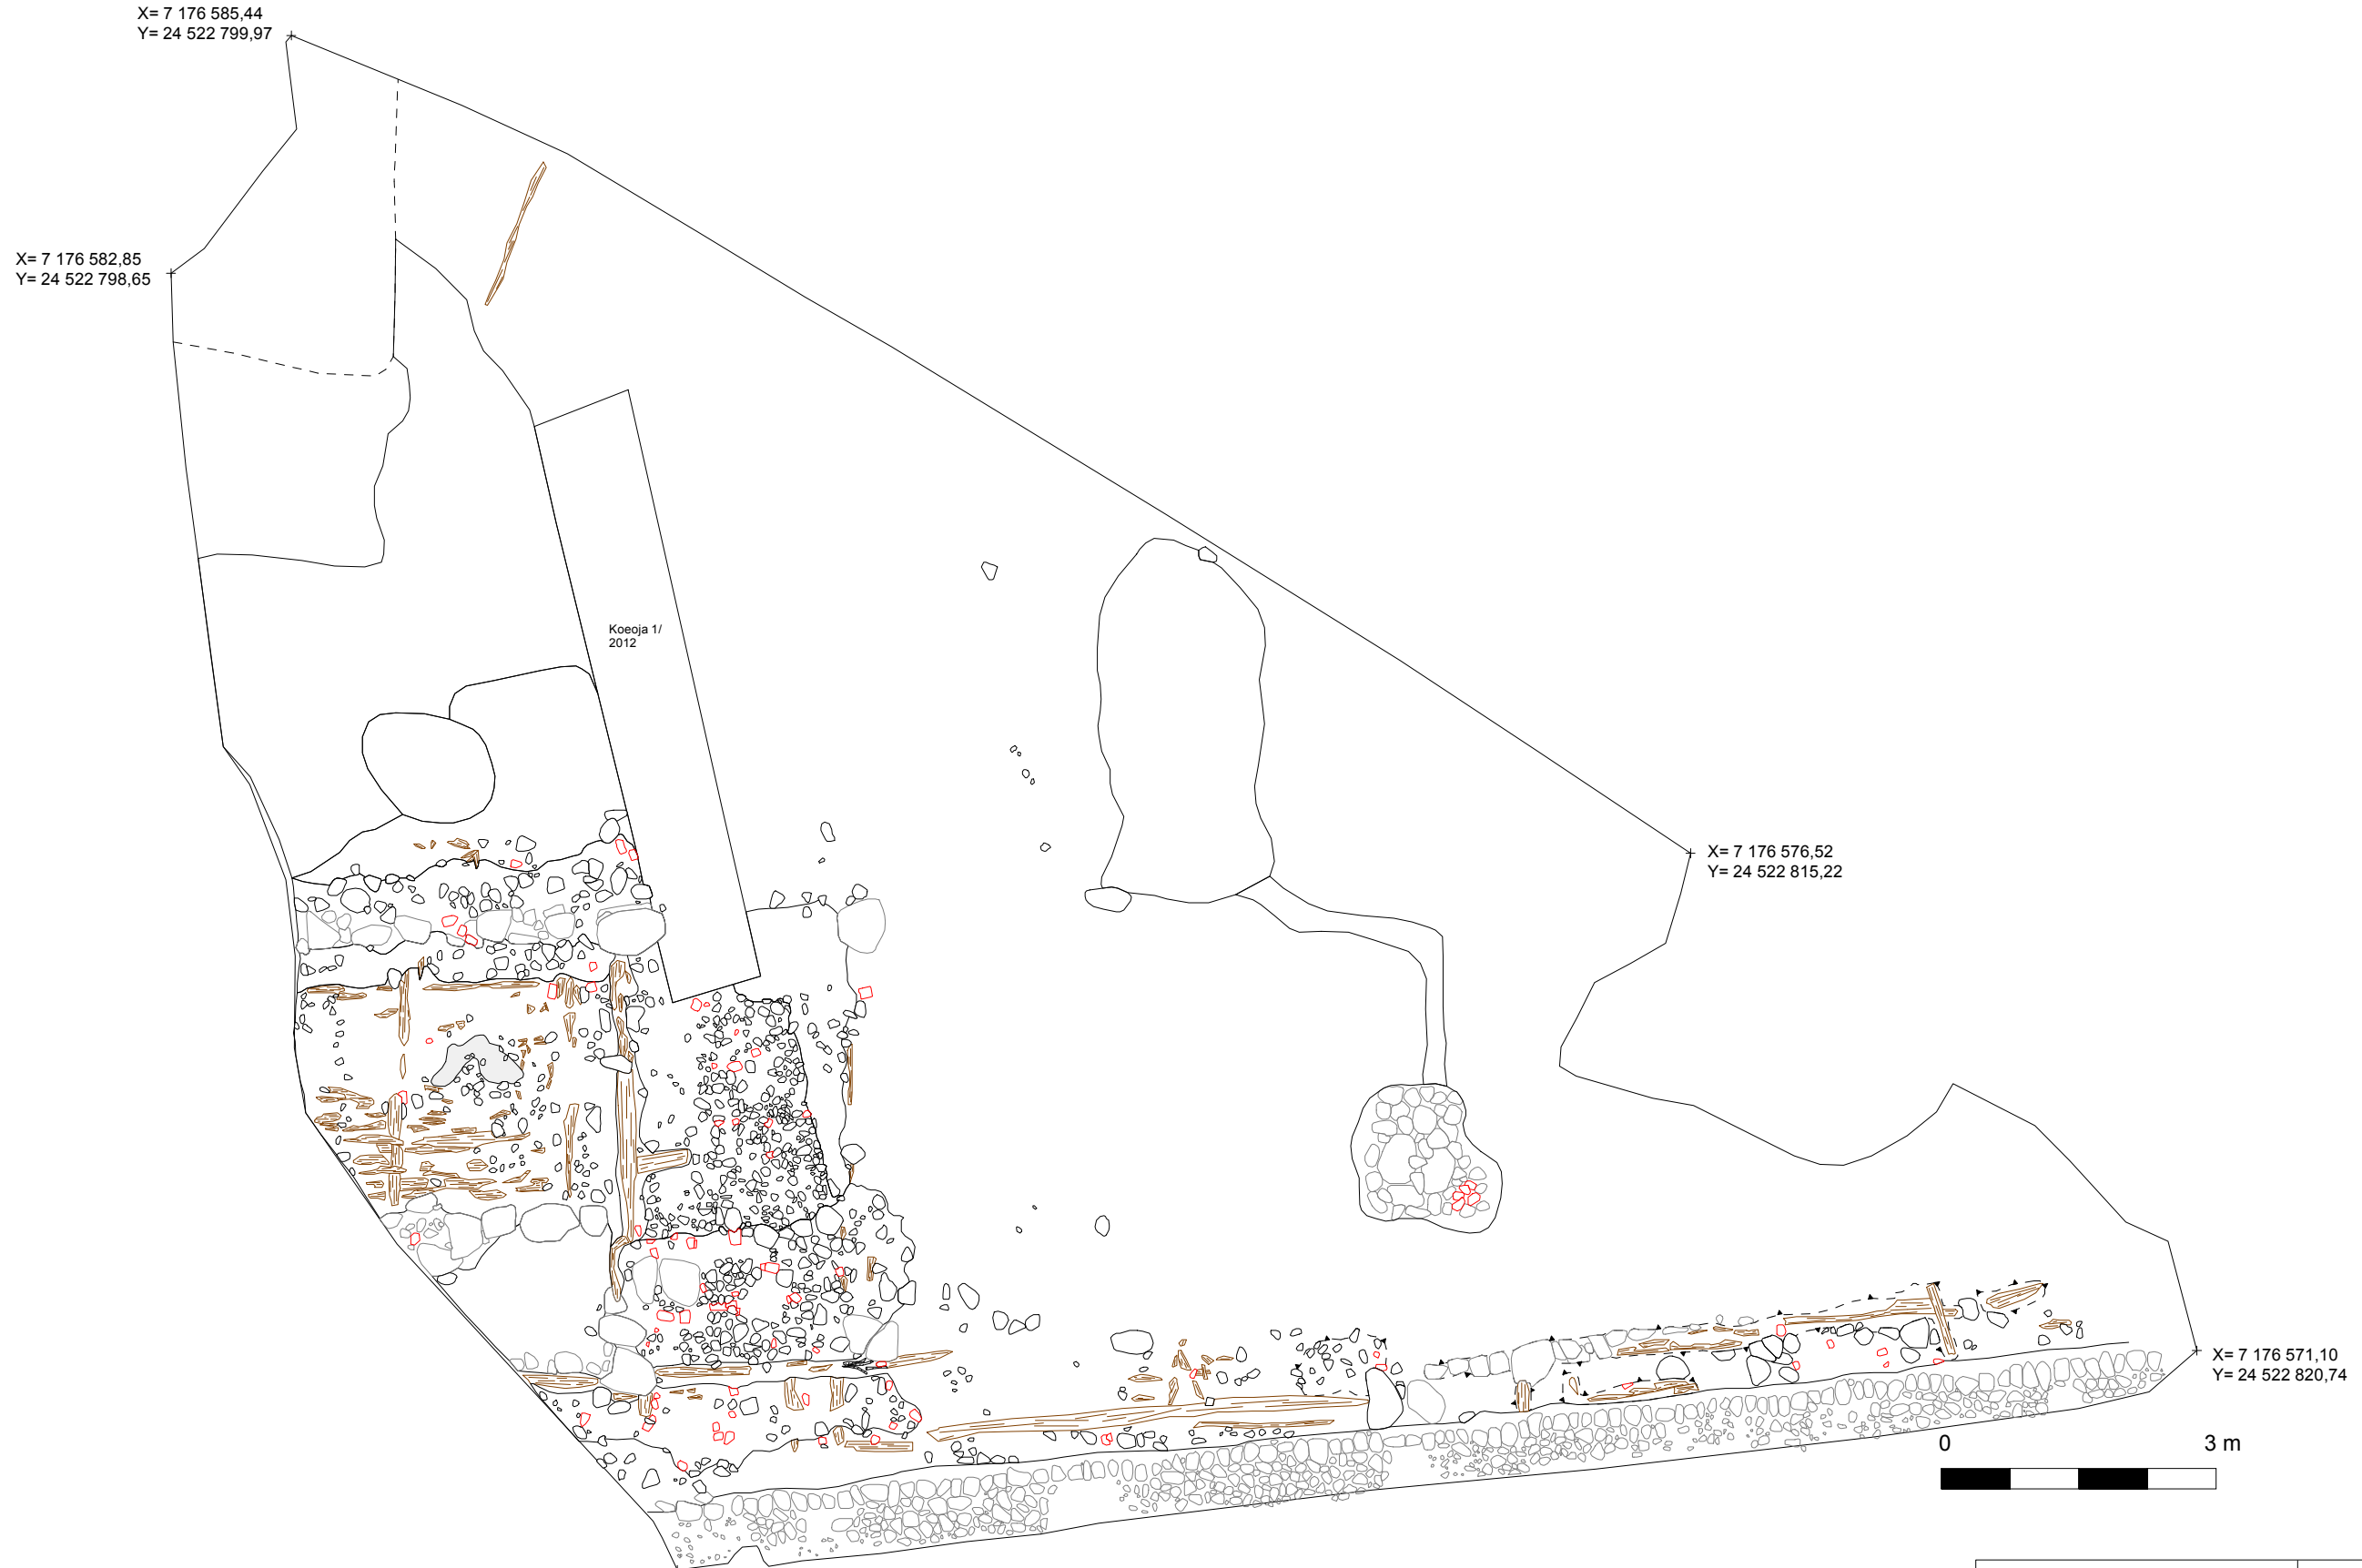 X= 7 176 585,44
Y= 24 522 799,97
X= 7 176 582,85
Y= 24 522 798,65
Koeoja 1/
2012
X= 7 176 576,52
Y= 24 522 815,22
X= 7 176 571,10
Y= 24 522 820,74
0 3 m